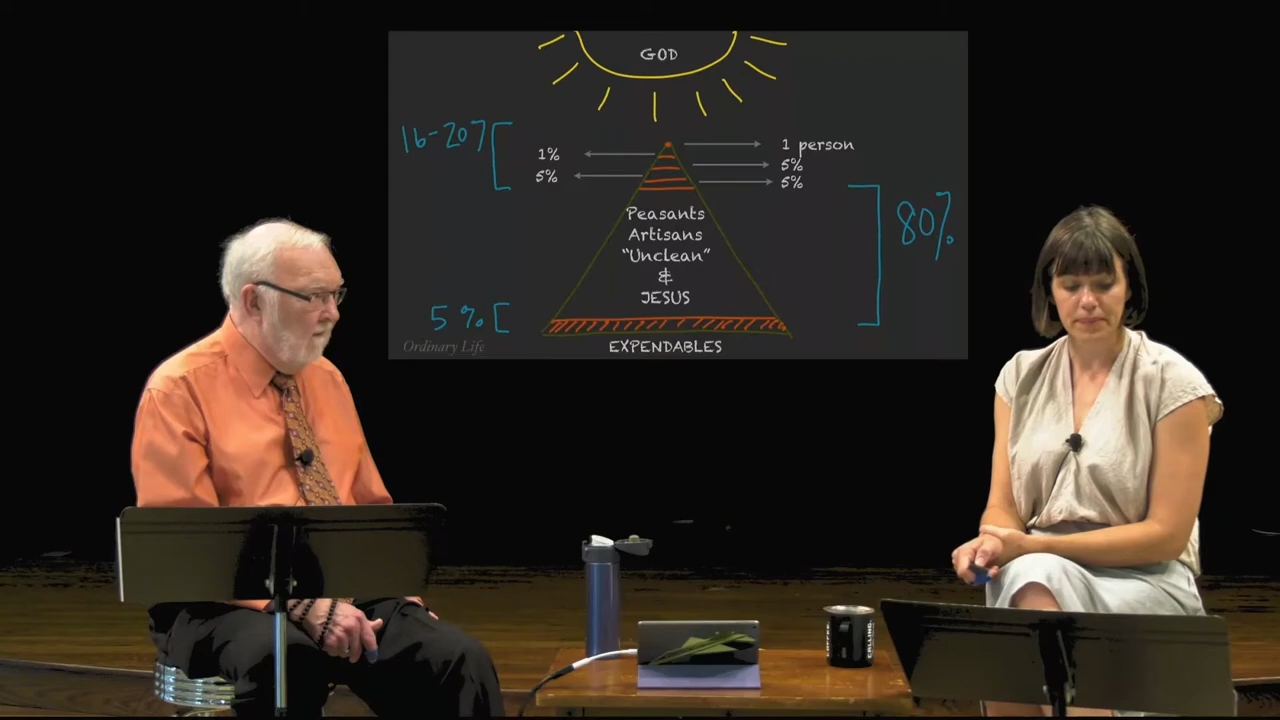 GOD
16-20%
1%
5%
1 person
5%
5%
Peasants
Artisans
"Unclean"
&
JESUS
80%
5%
EXPENDABLES
Ordinary Life